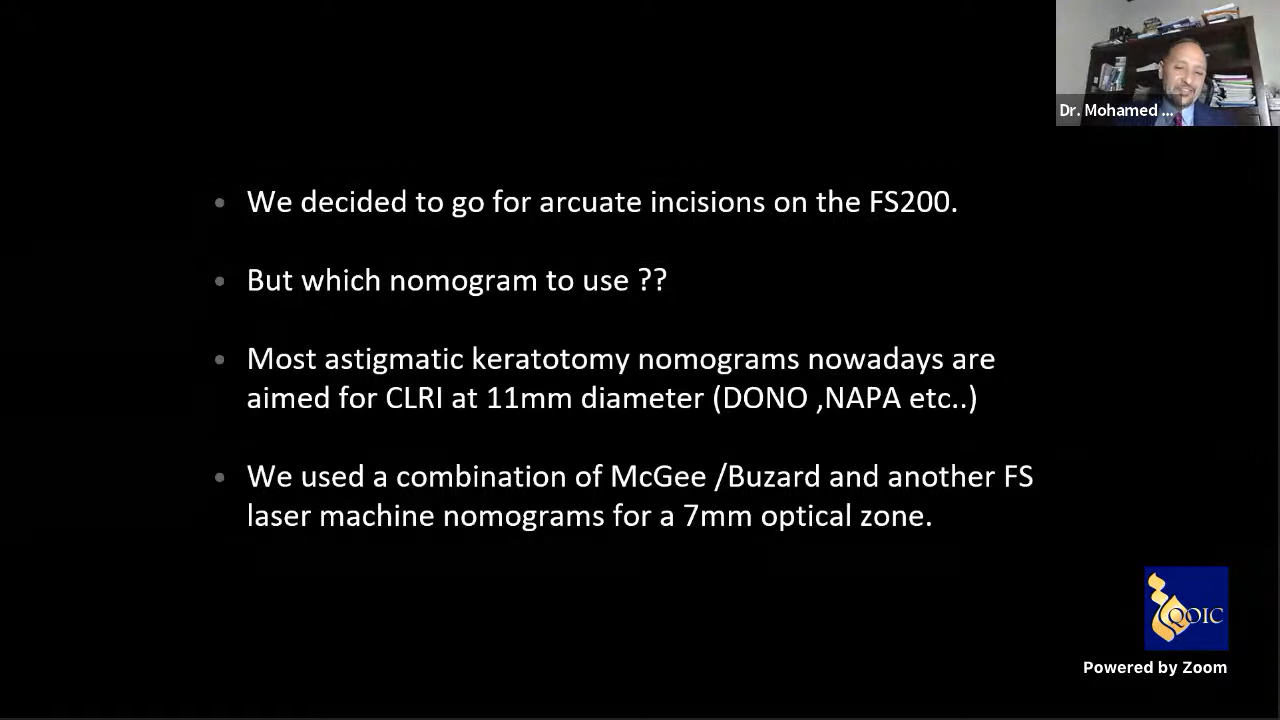 Dr. Mohamed ...
We decided to go for arcuate incisions on the FS200.
But which nomogram to use ??
Most astigmatic keratotomy nomograms nowadays are
aimed for CLRI at 11mm diameter (DONO ,NAPA etc..)
We used a combination of McGee /Buzard and another FS
laser machine nomograms for a 7mm optical zone.
QOIC
Powered by Zoom